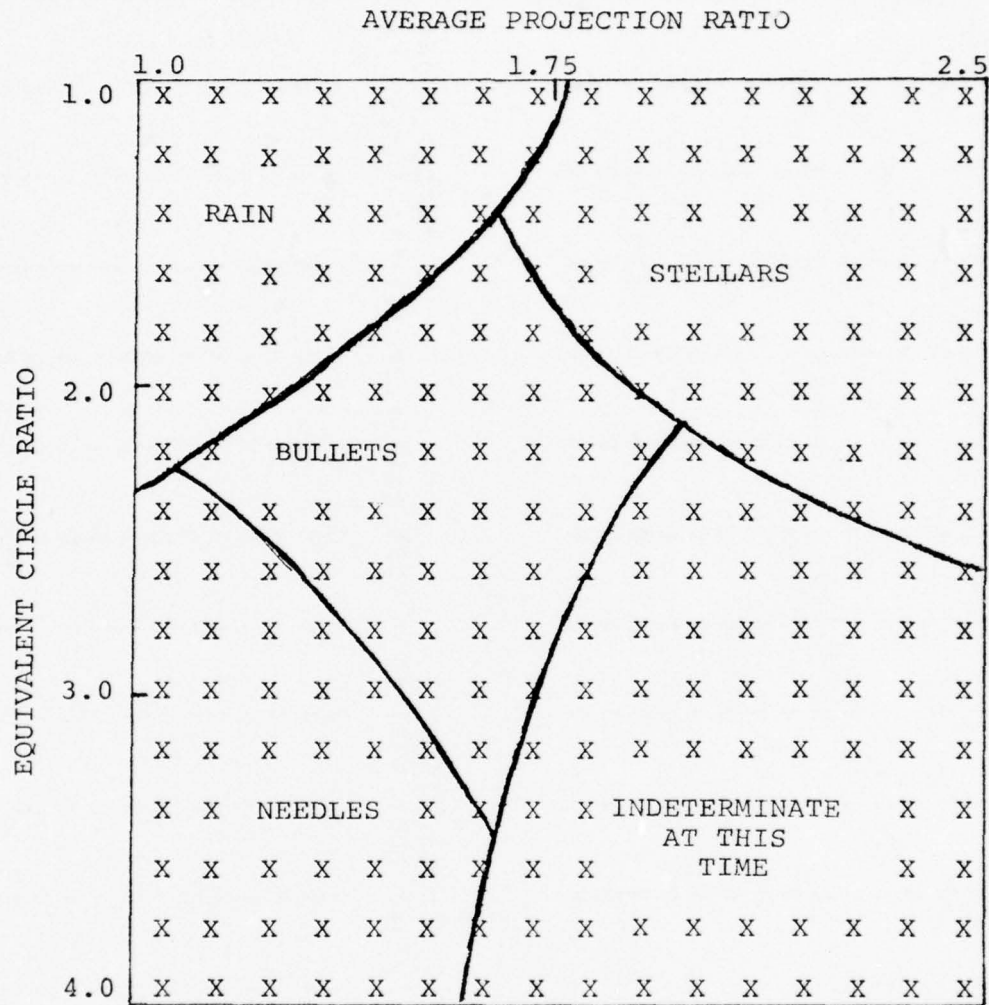 AVERAGE PROJECTION RATIO
1.0 1.75 2.5
EQUIVALENT CIRCLE RATIO
1.0 X X X X X X X X X X X X X X X X
X X X X X X X X X X X X X X X X
X RAIN X X X X X X X X X X X X X
X X X X X X X X X STELLARS X X X
X X X X X X X X X X X X X X X X
2.0 X X X X X X X X X X X X X X X X
X X BULLETS X X X X X X X X X X X
X X X X X X X X X X X X X X X X
X X X X X X X X X X X X X X X X
X X X X X X X X X X X X X X X X
3.0 X X X X X X X X X X X X X X X X
X X X X X X X X X X X X X X X X
X X NEEDLES X X X X INDETERMINATE X X
AT THIS
X X X X X X X X X TIME X X
X X X X X X X X X X X X X X X X
4.0 X X X X X X X X X X X X X X X X